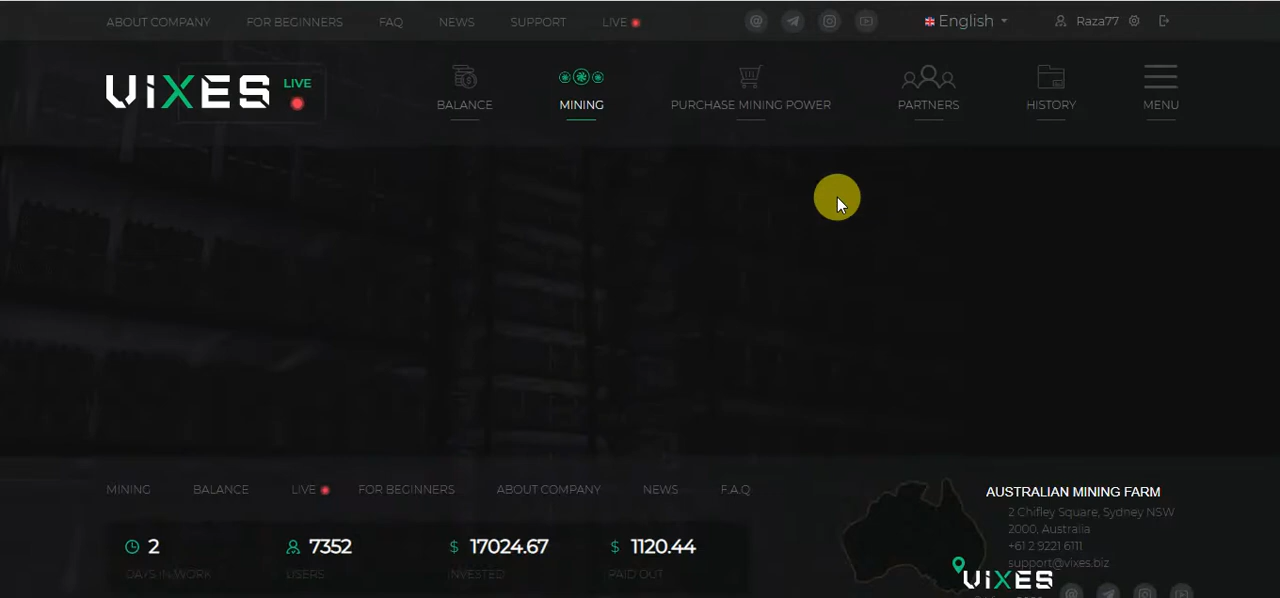 ABOUT COMPANY FOR BEGINNERS FAQ NEWS SUPPORT LIVE English Raza77
ViXES LIVE
BALANCE MINING PURCHASE MINING POWER PARTNERS HISTORY MENU
MINING BALANCE LIVE FOR BEGINNERS ABOUT COMPANY NEWS F.A.Q
AUSTRALIAN MINING FARM
2 Chifley Square, Sydney NSW
2000, Australia
+61 2 9221 6111
support@vixes.biz
2 7352 $ 17024.67 $ 1120.44
DAYS IN WORK USERS INVESTED PAID OUT
ViXES